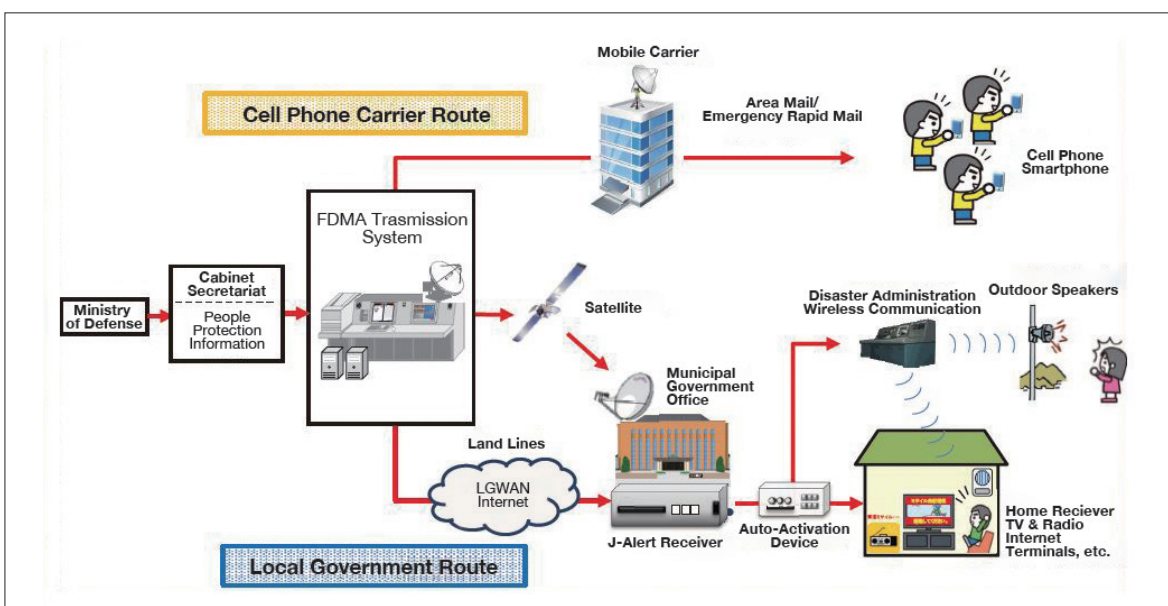 Mobile Carrier
Cell Phone Carrier Route
Area Mail/
Emergency Rapid Mail
Cell Phone
Smartphone
FDMA Trasmission
System
Ministry
of Defense
Cabinet
Secretariat
People
Protection
Information
Satellite
Disaster Administration
Wireless Communication
Outdoor Speakers
Municipal
Government
Office
Land Lines
LGWAN
Internet
J-Alert Receiver
Auto-Activation
Device
Home Reciever
TV & Radio
Internet
Terminals, etc.
Local Government Route